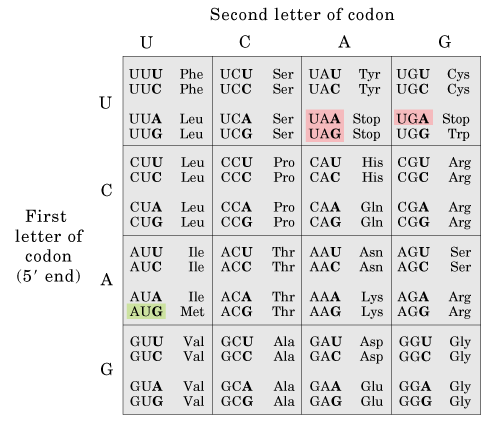 Second letter of codon
U C A G
UUU Phe UCU Ser UAU Tyr UGU Cys
UUC Phe UCC Ser UAC Tyr UGC Cys
U
UUA Leu UCA Ser UAA Stop UGA Stop
UUG Leu UCG Ser UAG Stop UGG Trp
CUU Leu CCU Pro CAU His CGU Arg
CUC Leu CCC Pro CAC His CGC Arg
C
CUA Leu CCA Pro CAA Gln CGA Arg
CUG Leu CCG Pro CAG Gln CGG Arg
First
letter of
codon
(5′ end)
AUU Ile ACU Thr AAU Asn AGU Ser
AUC Ile ACC Thr AAC Asn AGC Ser
A
AUA Ile ACA Thr AAA Lys AGA Arg
AUG Met ACG Thr AAG Lys AGG Arg
GUU Val GCU Ala GAU Asp GGU Gly
GUC Val GCC Ala GAC Asp GGC Gly
G
GUA Val GCA Ala GAA Glu GGA Gly
GUG Val GCG Ala GAG Glu GGG Gly